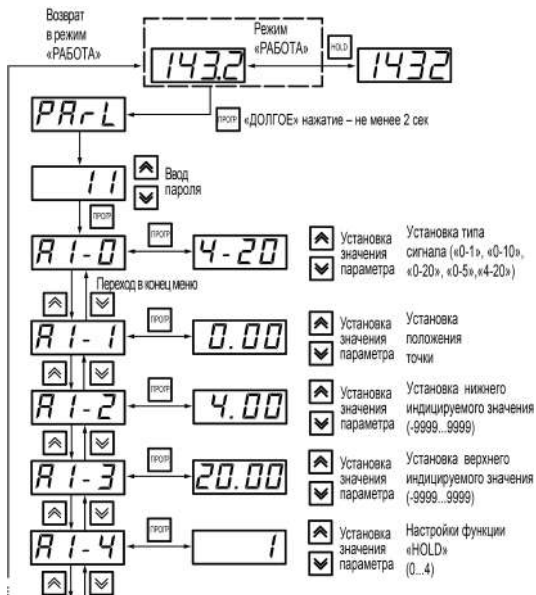 Возврат
в режим
«РАБОТА»
Режим
«РАБОТА»
143.2
HOLD
1432
PArL
ПРОГР «ДОЛГОЕ» нажатие – не менее 2 сек
11
Ввод
пароля
ПРОГР
A1-0
ПРОГР
4-20
Установка
значения
параметра
Установка типа
сигнала («0-1», «0-10»,
«0-20», «0-5»,«4-20»)
Переход в конец меню
A1-1
ПРОГР
0.00
Установка
значения
параметра
Установка
положения
точки
A1-2
ПРОГР
4.00
Установка
значения
параметра
Установка нижнего
индицируемого значения
(-9999...9999)
A1-3
ПРОГР
20.00
Установка
значения
параметра
Установка верхнего
индицируемого значения
(-9999...9999)
A1-4
ПРОГР
1
Установка
значения
параметра
Настройки функции
«HOLD»
(0...4)